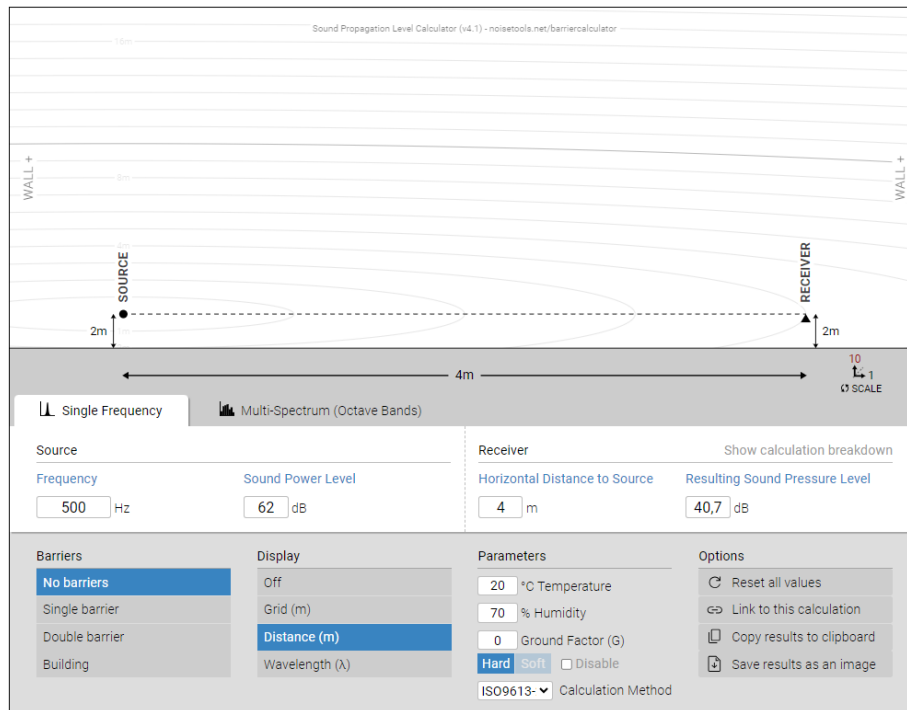 Sound Propagation Level Calculator (v4.1) - noisetools.net/barriercalculator
16m
WALL +
WALL +
8m
4m
SOURCE
RECEIVER
2m
2m
4m
10
1
SCALE
Single Frequency
Multi-Spectrum (Octave Bands)
Source
Receiver
Show calculation breakdown
Frequency
Sound Power Level
Horizontal Distance to Source
Resulting Sound Pressure Level
500 Hz
62 dB
4 m
40,7 dB
Barriers
Display
Parameters
Options
No barriers
Off
20 °C Temperature
Reset all values
Single barrier
Grid (m)
70 % Humidity
Link to this calculation
Double barrier
Distance (m)
0 Ground Factor (G)
Copy results to clipboard
Building
Wavelength (λ)
Hard Soft Disable
Save results as an image
ISO9613- Calculation Method